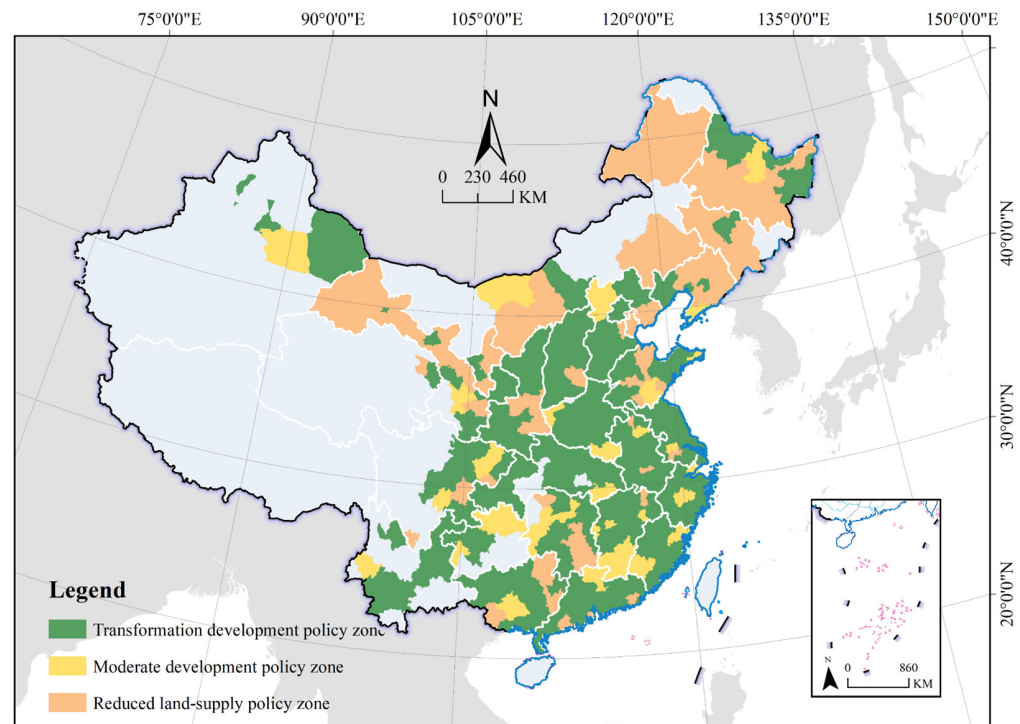 75°0'0"E 90°0'0"E 105°0'0"E 120°0'0"E 135°0'0"E 150°0'0"E
N
0 230 460
KM
40°0'0"N
30°0'0"N
20°0'0"N
Legend
Transformation development policy zone
Moderate development policy zone
Reduced land-supply policy zone
N
0 860
KM